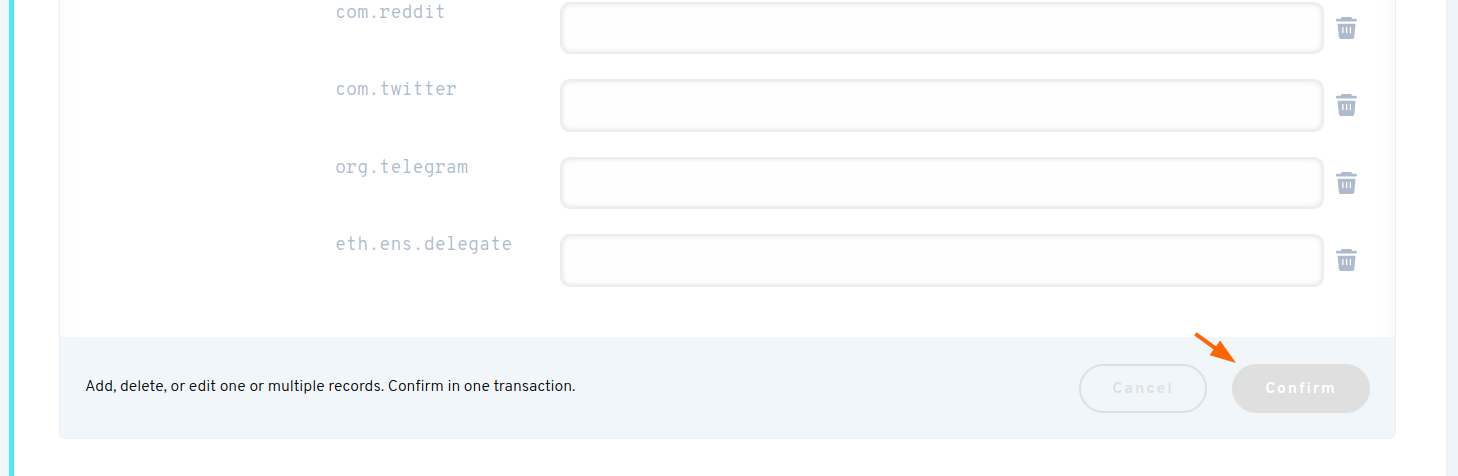 com.reddit
com.twitter
org.telegram
eth.ens.delegate
Add, delete, or edit one or multiple records. Confirm in one transaction.
Cancel
Confirm